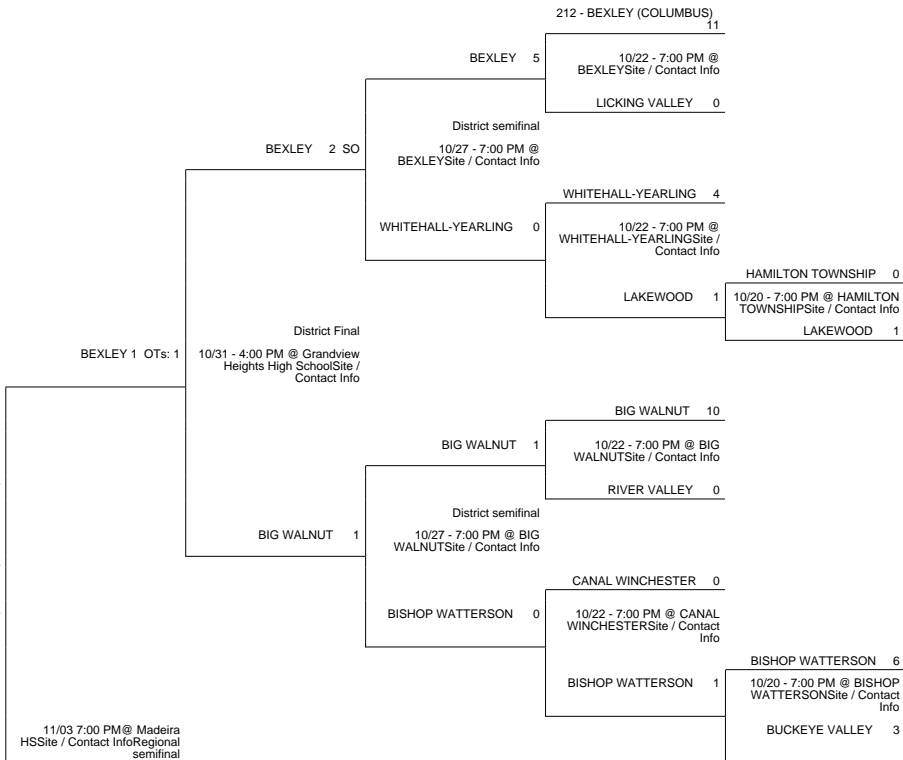 212 - BEXLEY (COLUMBUS)
11
BEXLEY 5
10/22 - 7:00 PM @
BEXLEYSite / Contact Info
LICKING VALLEY 0
District semifinal
BEXLEY 2 SO
10/27 - 7:00 PM @
BEXLEYSite / Contact Info
WHITEHALL-YEARLING 4
WHITEHALL-YEARLING 0
10/22 - 7:00 PM @
WHITEHALL-YEARLINGSite /
Contact Info
HAMILTON TOWNSHIP 0
LAKEWOOD 1
10/20 - 7:00 PM @ HAMILTON
TOWNSHIPSite / Contact Info
LAKEWOOD 1
District Final
BEXLEY 1 OTs: 1
10/31 - 4:00 PM @ Grandview
Heights High SchoolSite /
Contact Info
BIG WALNUT 10
BIG WALNUT 1
10/22 - 7:00 PM @ BIG
WALNUTSite / Contact Info
RIVER VALLEY 0
District semifinal
BIG WALNUT 1
10/27 - 7:00 PM @ BIG
WALNUTSite / Contact Info
CANAL WINCHESTER 0
BISHOP WATTERSON 0
10/22 - 7:00 PM @ CANAL
WINCHESTERSite / Contact
Info
BISHOP WATTERSON 6
BISHOP WATTERSON 1
10/20 - 7:00 PM @ BISHOP
WATTERSONSite / Contact
Info
BUCKEYE VALLEY 3
11/03 7:00 PM@ Madeira
HSSite / Contact InfoRegional
semifinal